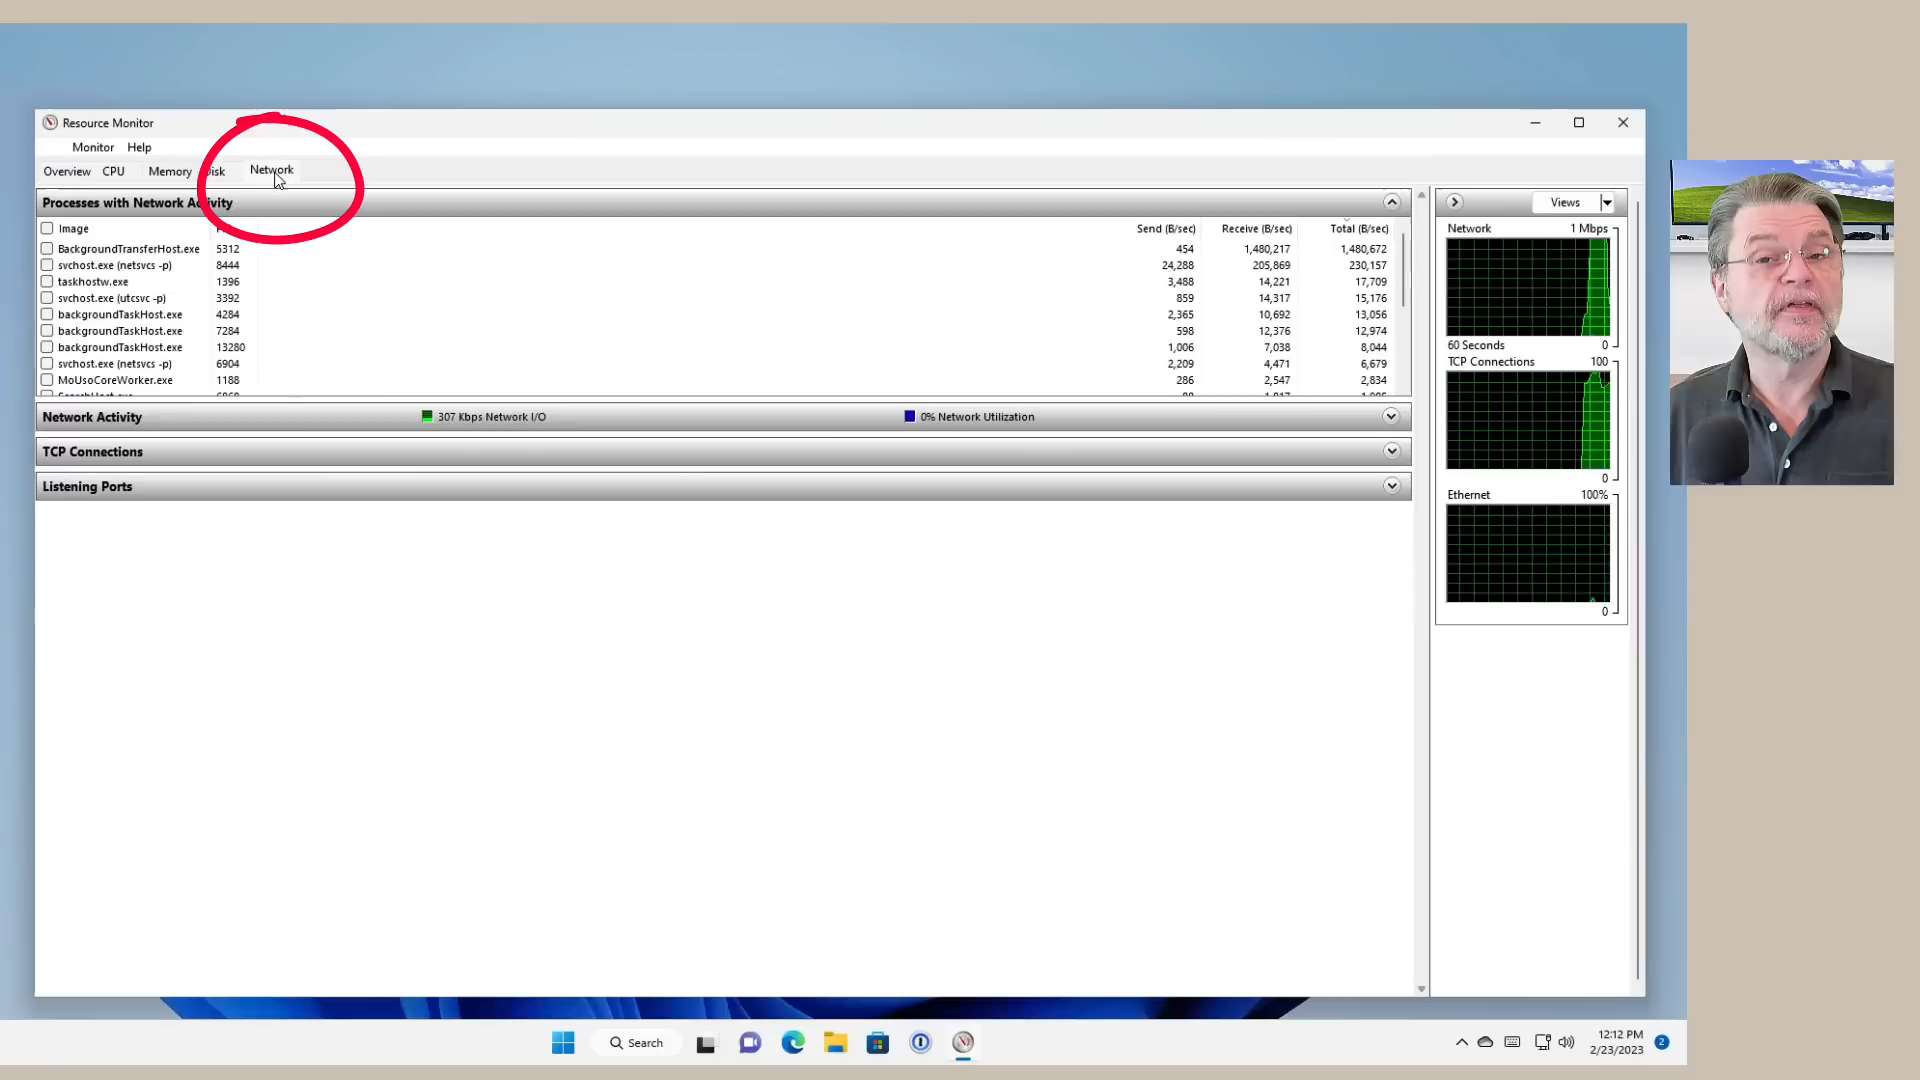 Resource Monitor
Monitor Help
Overview CPU Memory isk Network
Processes with Network Activity
Image Send (B/sec) Receive (B/sec) Total (B/sec)
BackgroundTransferHost.exe 5312 454 1,480,217 1,480,672
svchost.exe (netsvcs -p) 8444 24,288 205,869 230,157
taskhostw.exe 1396 3,488 14,221 17,709
svchost.exe (utcsvc -p) 3392 859 14,317 15,176
backgroundTaskHost.exe 4284 2,365 10,692 13,056
backgroundTaskHost.exe 7284 598 12,376 12,974
backgroundTaskHost.exe 13280 1,006 7,038 8,044
svchost.exe (netsvcs -p) 6904 2,209 4,471 6,679
MoUsoCoreWorker.exe 1188 286 2,547 2,834
Network Activity 307 Kbps Network I/O 0% Network Utilization
TCP Connections
Listening Ports
Views
Network 1 Mbps
60 Seconds 0
TCP Connections 100
0
Ethernet 100%
0
Search
12:12 PM
2/23/2023
2